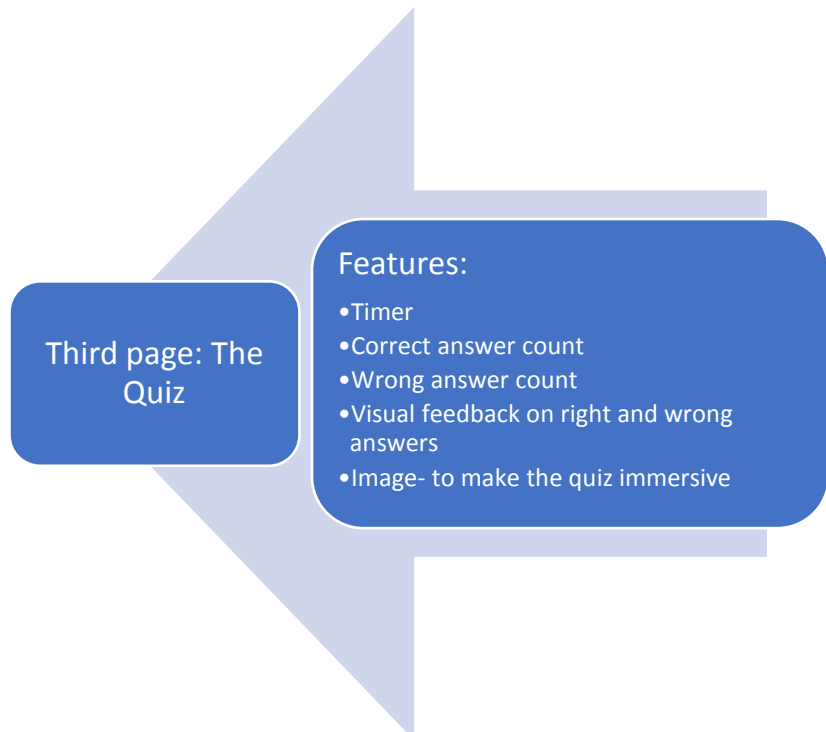 Third page: The
Quiz
Features:
•Timer
•Correct answer count
•Wrong answer count
•Visual feedback on right and wrong
answers
•Image- to make the quiz immersive